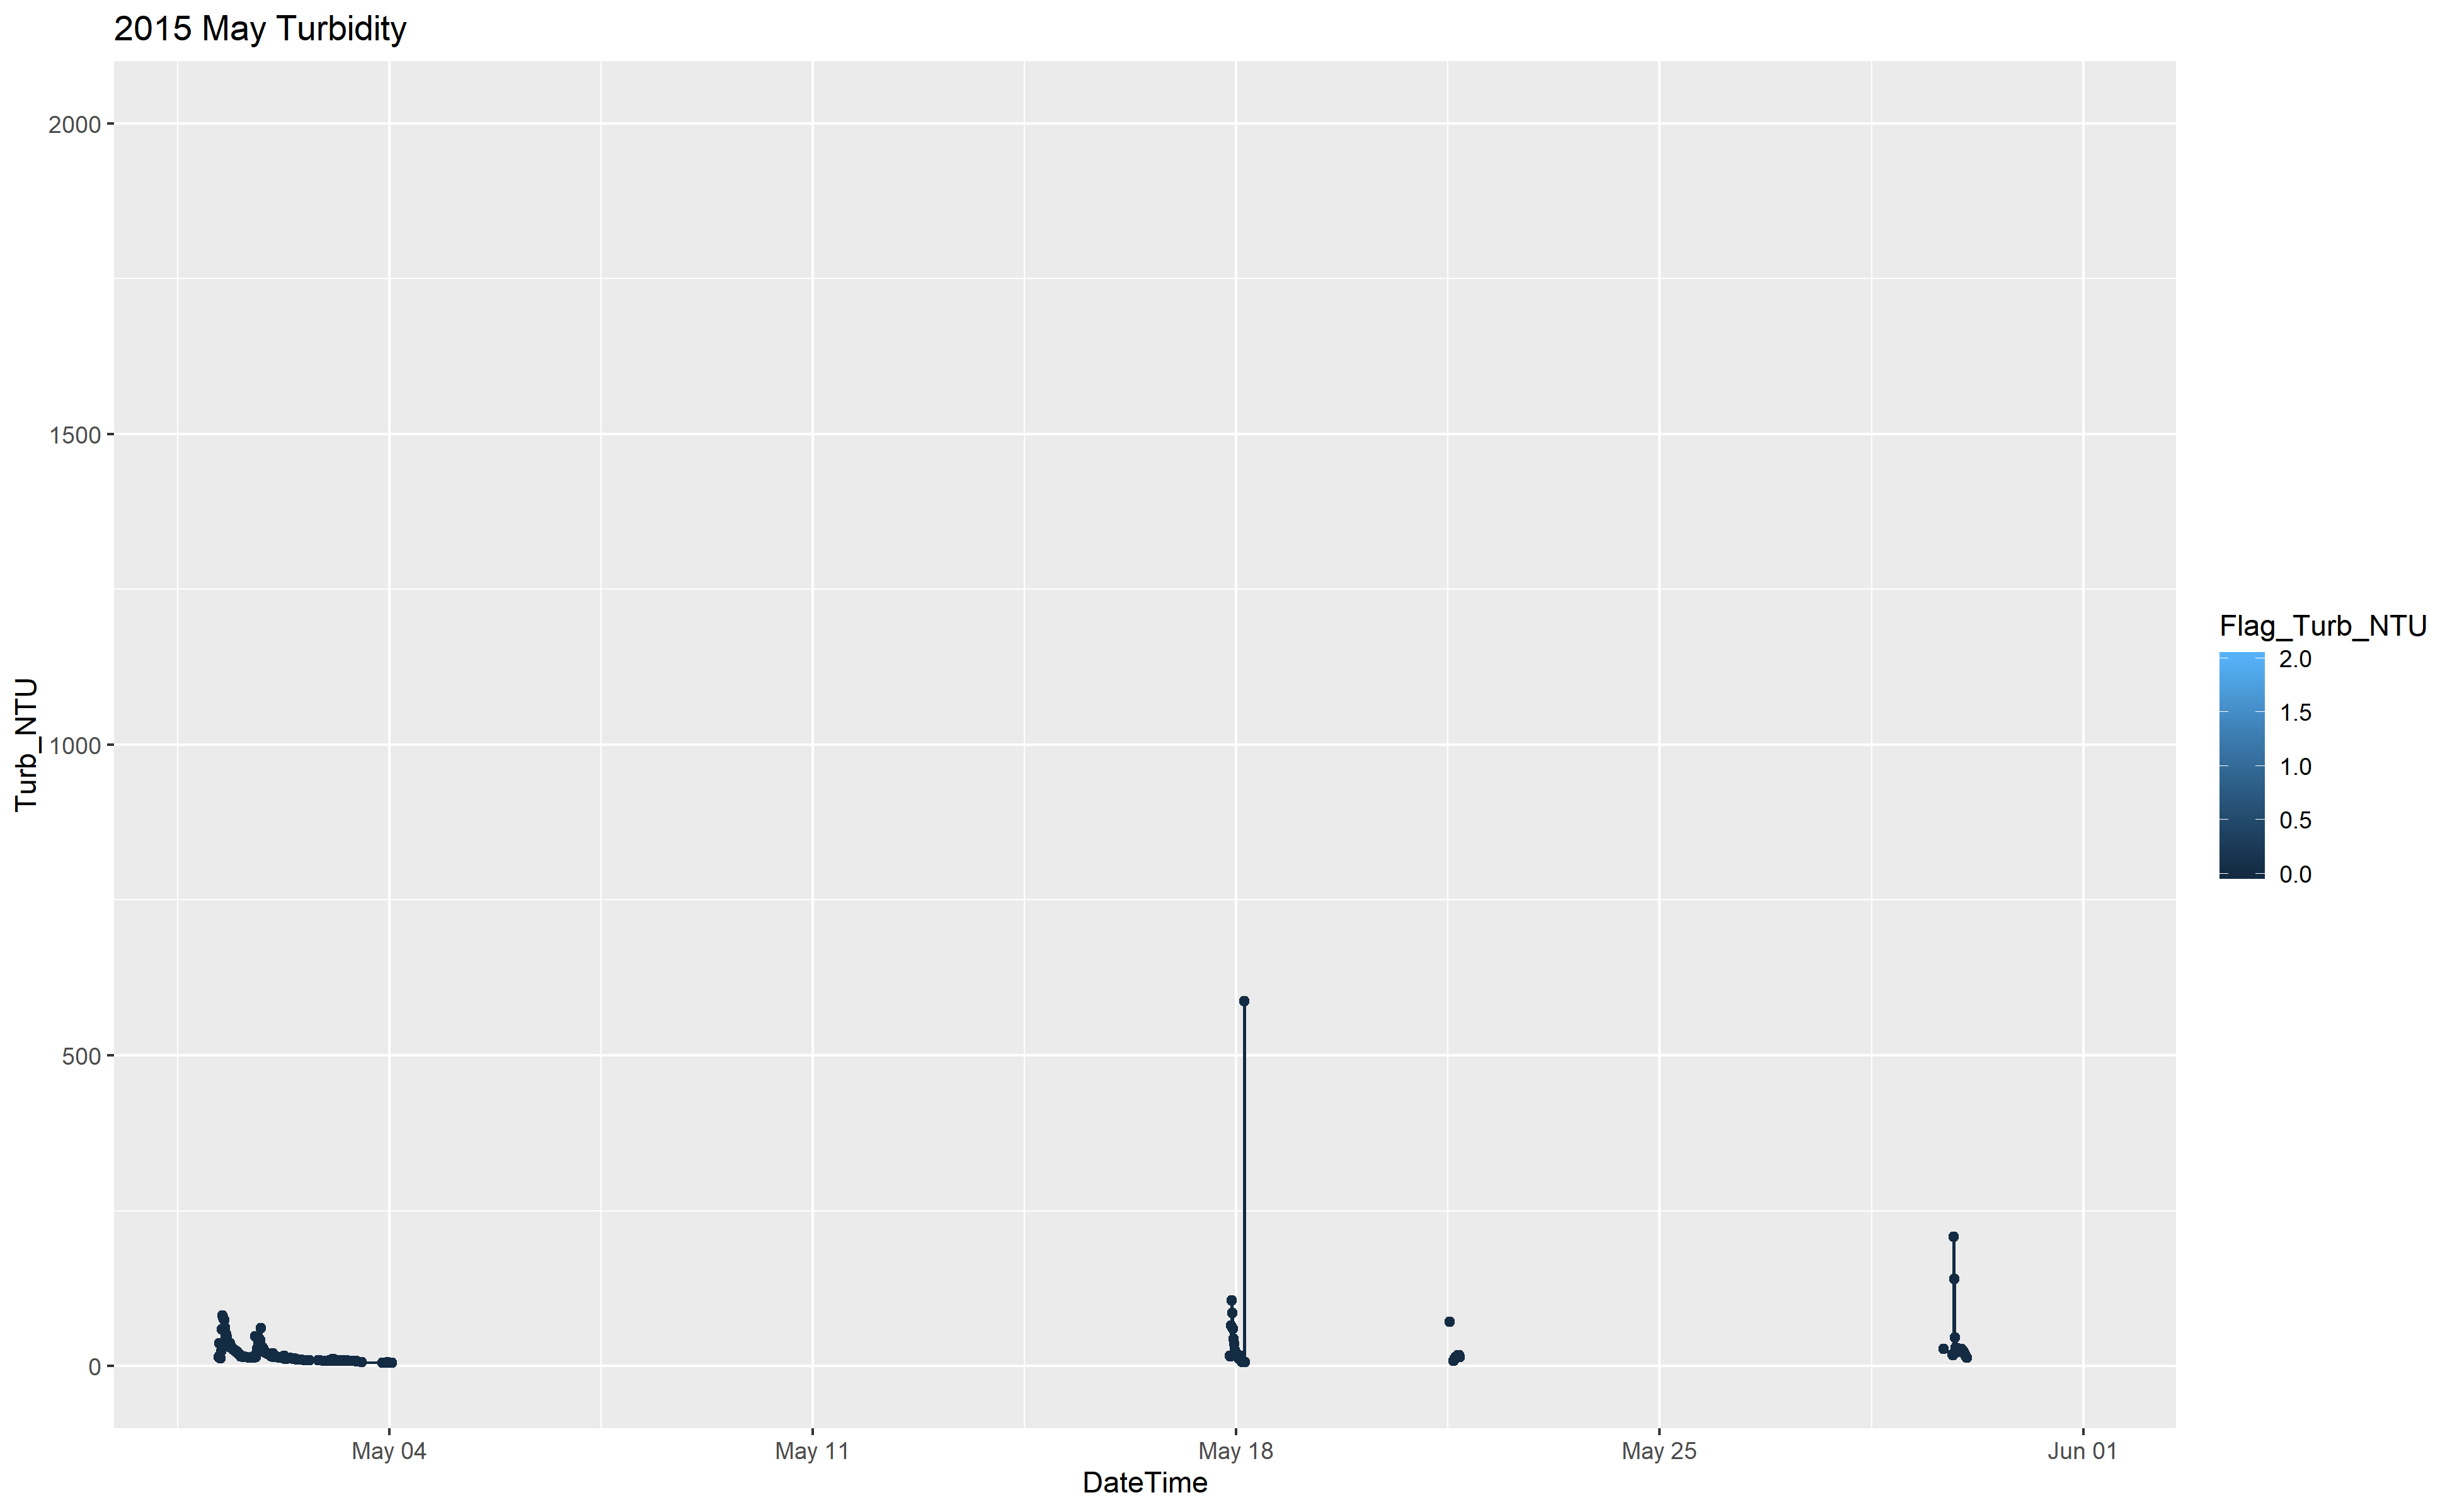 2015 May Turbidity
Turb_NTU
2000
1500
1000
500
0
May 04
May 11
May 18
May 25
Jun 01
DateTime
Flag_Turb_NTU
2.0
1.5
1.0
0.5
0.0